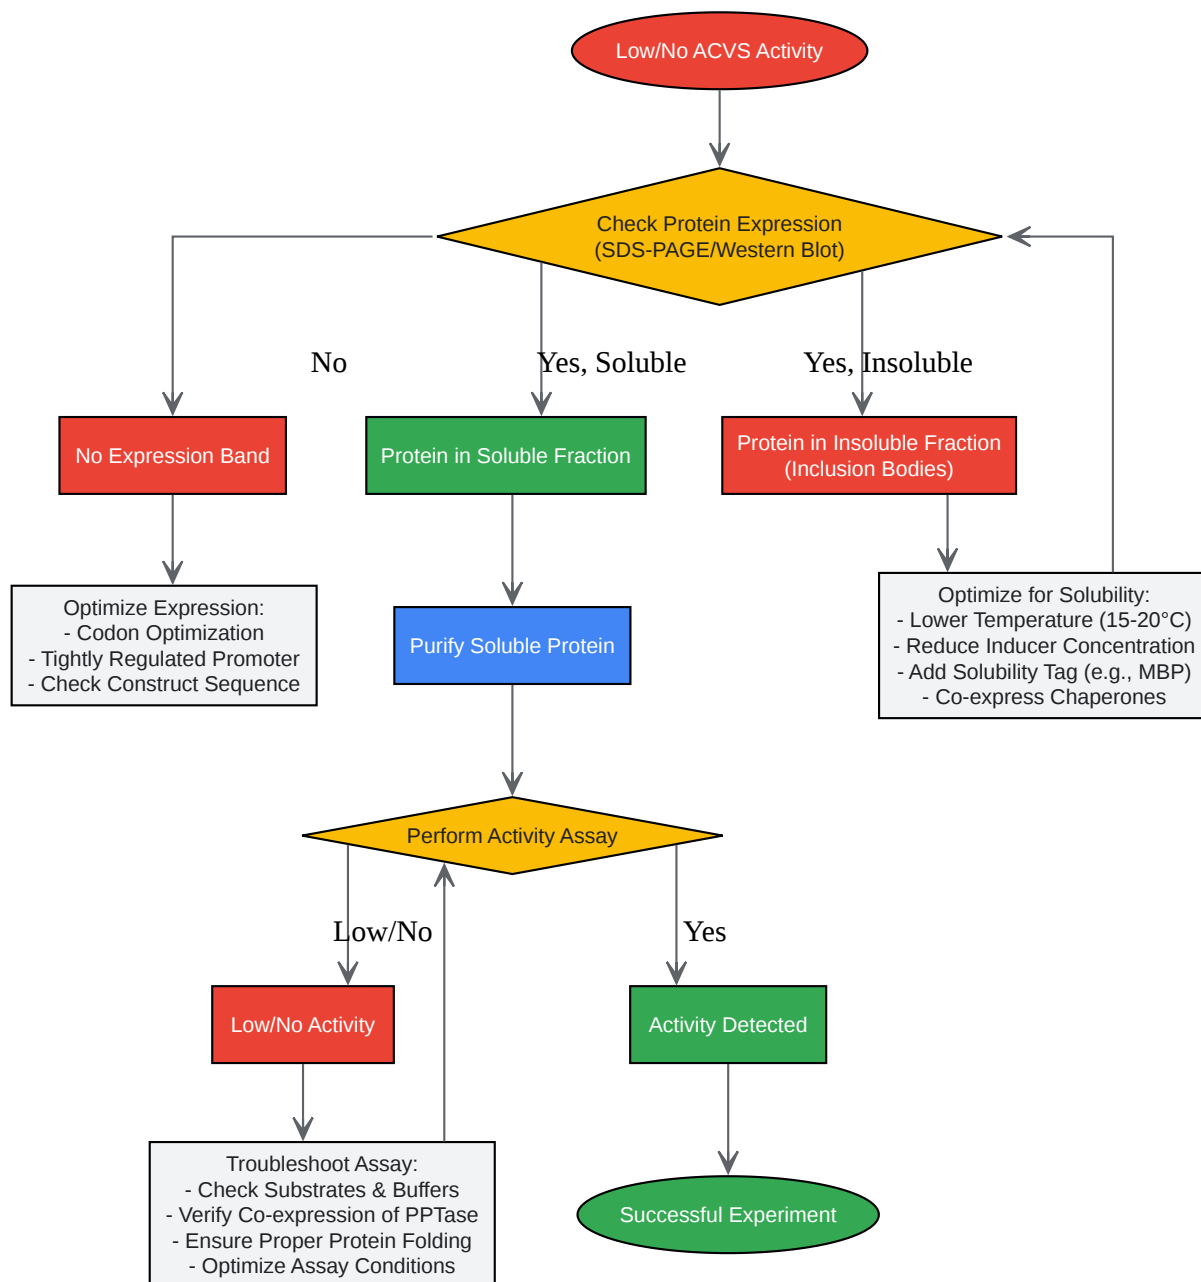 Low/No ACVS Activity
Check Protein Expression
(SDS-PAGE/Western Blot)
No
Yes, Soluble
Yes, Insoluble
No Expression Band
Protein in Soluble Fraction
Protein in Insoluble Fraction
(Inclusion Bodies)
Optimize Expression:
- Codon Optimization
- Tightly Regulated Promoter
- Check Construct Sequence
Purify Soluble Protein
Optimize for Solubility:
- Lower Temperature (15-20°C)
- Reduce Inducer Concentration
- Add Solubility Tag (e.g., MBP)
- Co-express Chaperones
Perform Activity Assay
Low/No
Yes
Low/No Activity
Activity Detected
Troubleshoot Assay:
- Check Substrates & Buffers
- Verify Co-expression of PPTase
- Ensure Proper Protein Folding
- Optimize Assay Conditions
Successful Experiment